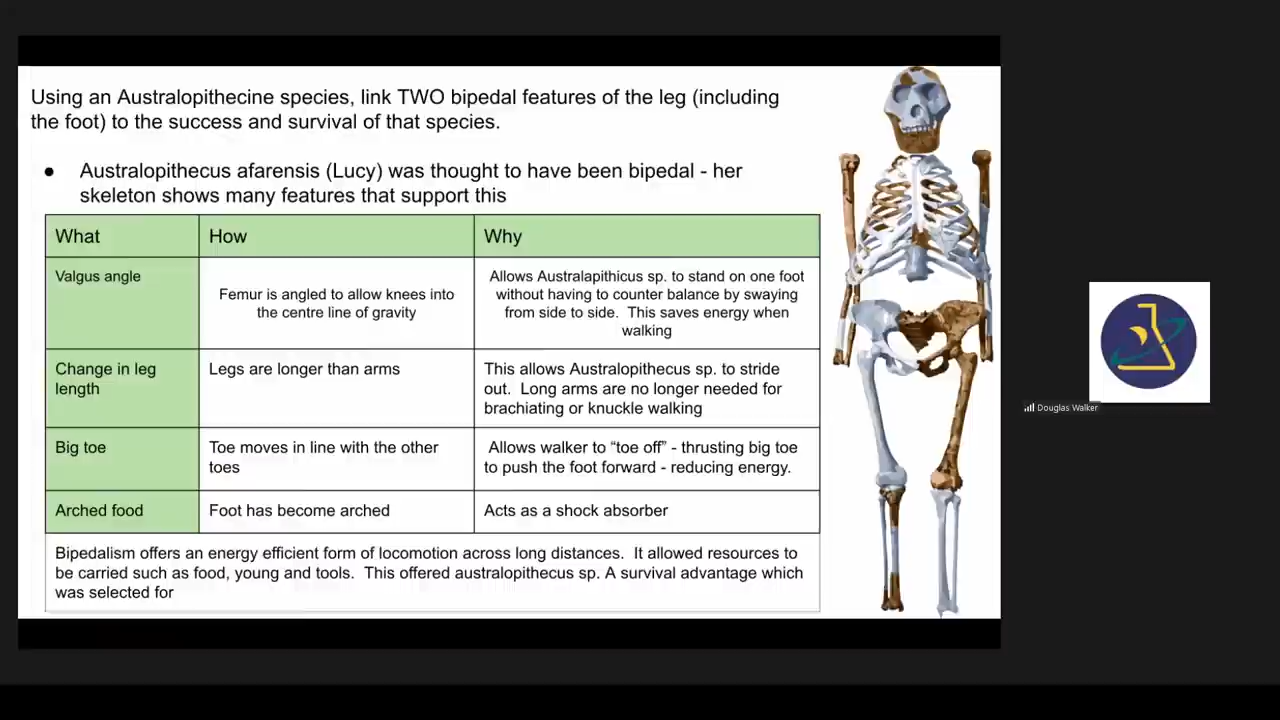 Using an Australopithecine species, link TWO bipedal features of the leg (including
the foot) to the success and survival of that species.
● Australopithecus afarensis (Lucy) was thought to have been bipedal - her
skeleton shows many features that support this
What
How
Why
Valgus angle
Femur is angled to allow knees into
the centre line of gravity
Allows Australapithicus sp. to stand on one foot
without having to counter balance by swaying
from side to side. This saves energy when
walking
Change in leg
length
Legs are longer than arms
This allows Australopithecus sp. to stride
out. Long arms are no longer needed for
brachiating or knuckle walking
Big toe
Toe moves in line with the other
toes
Allows walker to “toe off” - thrusting big toe
to push the foot forward - reducing energy.
Arched food
Foot has become arched
Acts as a shock absorber
Bipedalism offers an energy efficient form of locomotion across long distances. It allowed resources to
be carried such as food, young and tools. This offered australopithecus sp. A survival advantage which
was selected for
Douglas Walker